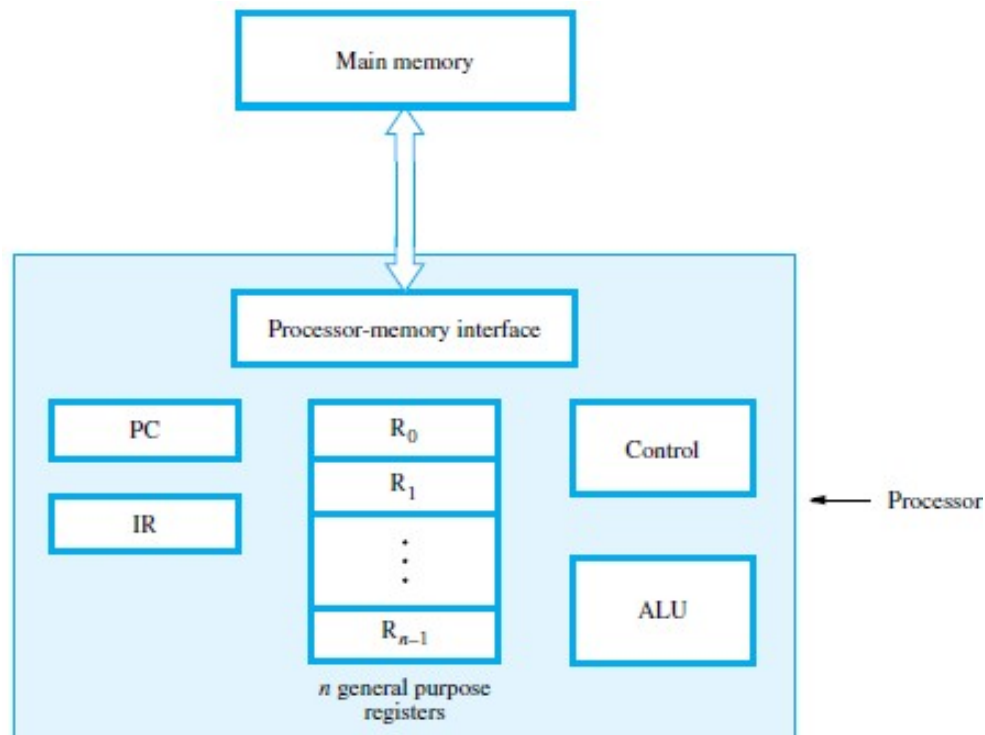 Main memory
Processor-memory interface
PC
IR
R0
R1
⋮
Rn–1
n general purpose
registers
Control
ALU
Processor